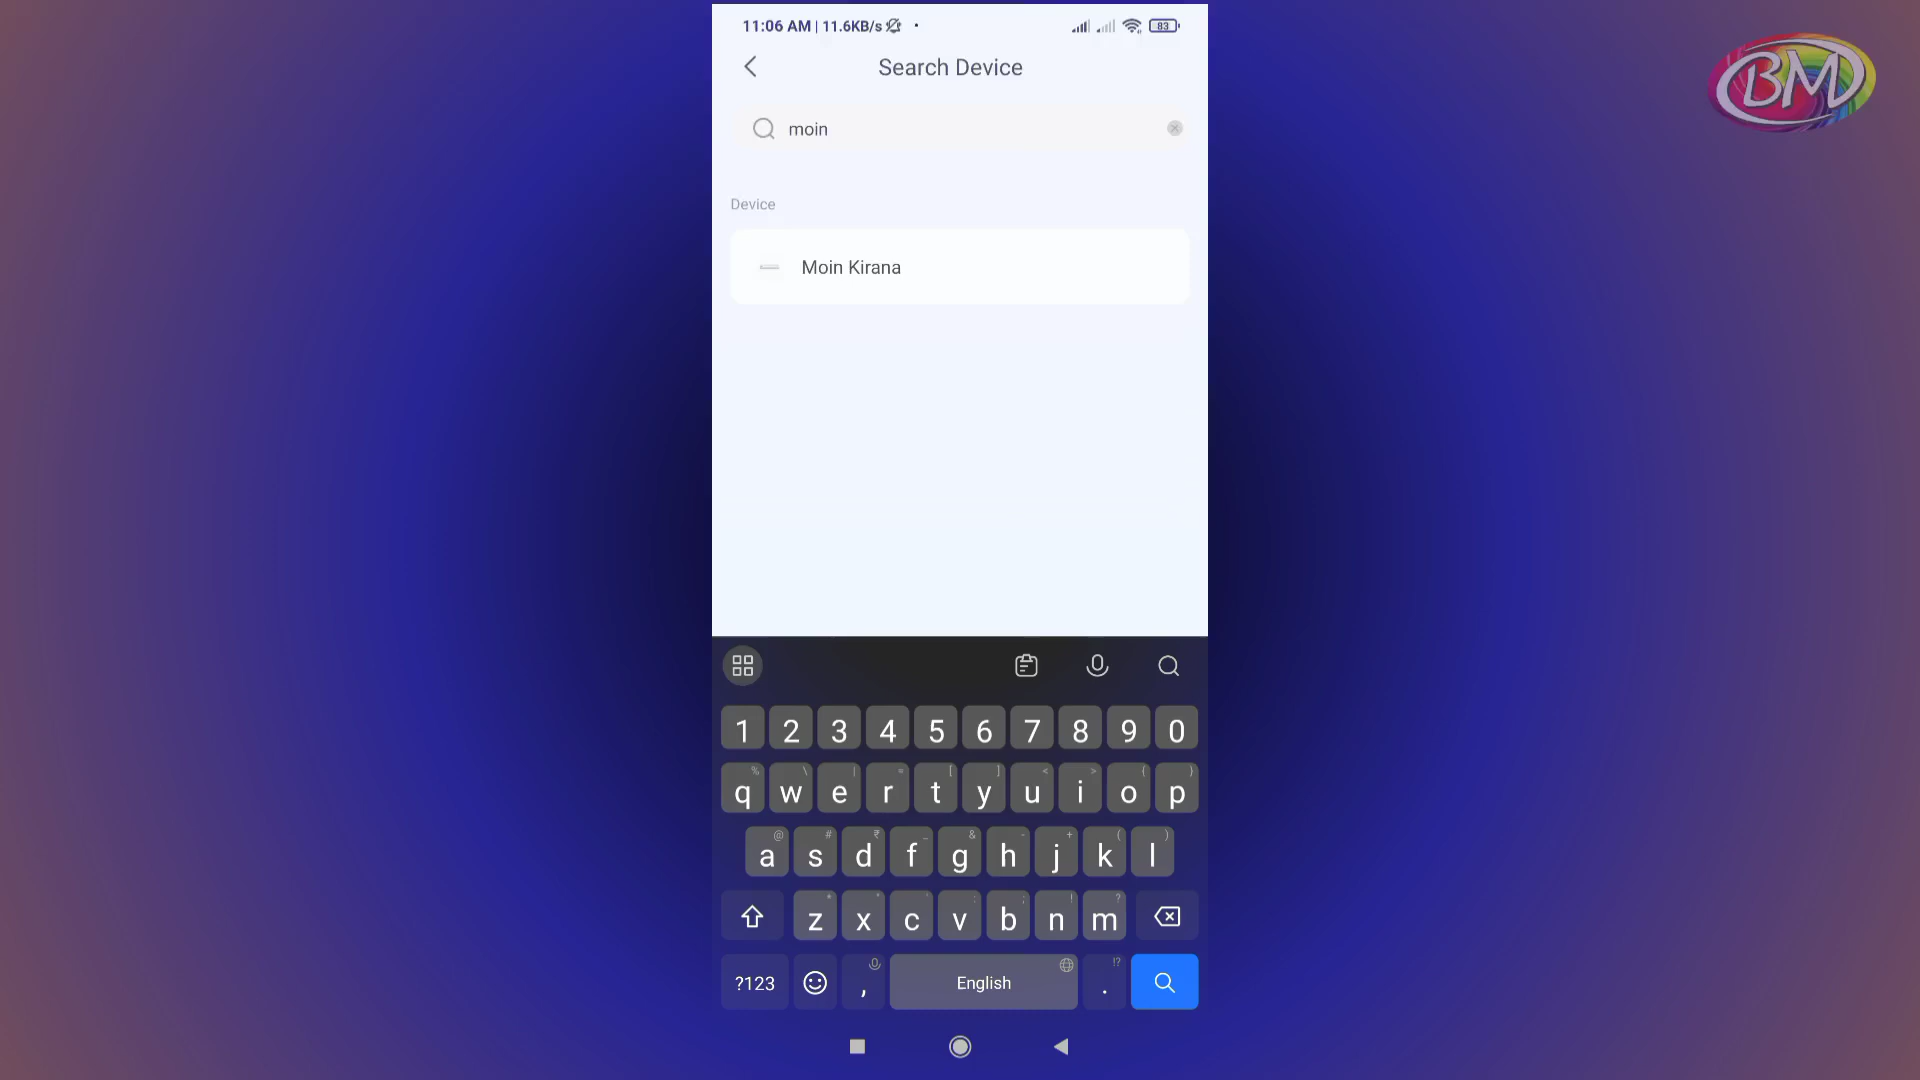 11:06 AM | 11.6KB/s
83
BM
Search Device
moin
Device
Moin Kirana
1 2 3 4 5 6 7 8 9 0
% \ | = [ ] < > { }
q w e r t y u i o p
@ # ₹ _ & - + ( )
a s d f g h j k l
* " ' : ; ! ?
z x c v b n m
!?
?123 , English .